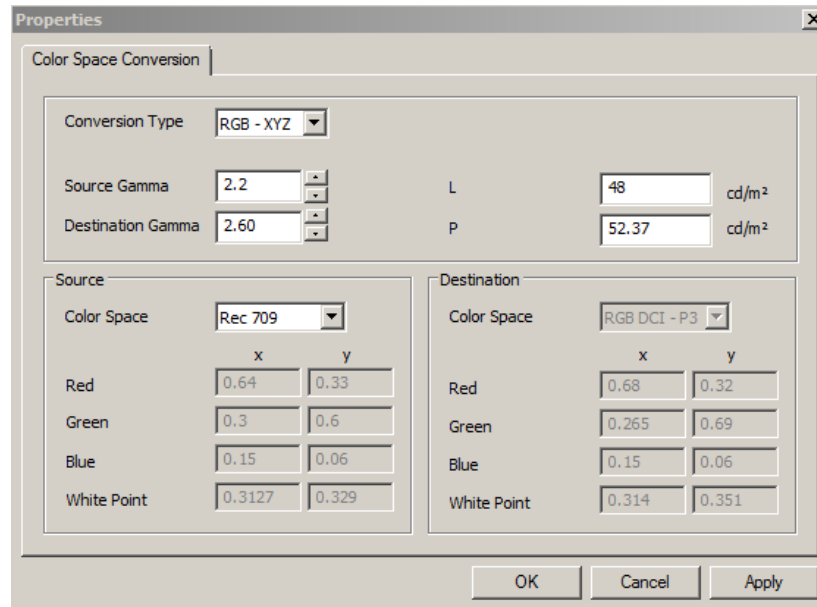 Properties
Color Space Conversion
Conversion Type RGB - XYZ
Source Gamma 2.2 L 48 cd/m²
Destination Gamma 2.60 P 52.37 cd/m²
Source
Color Space Rec 709
x y
Red 0.64 0.33
Green 0.3 0.6
Blue 0.15 0.06
White Point 0.3127 0.329
Destination
Color Space RGB DCI - P3
x y
Red 0.68 0.32
Green 0.265 0.69
Blue 0.15 0.06
White Point 0.314 0.351
OK Cancel Apply